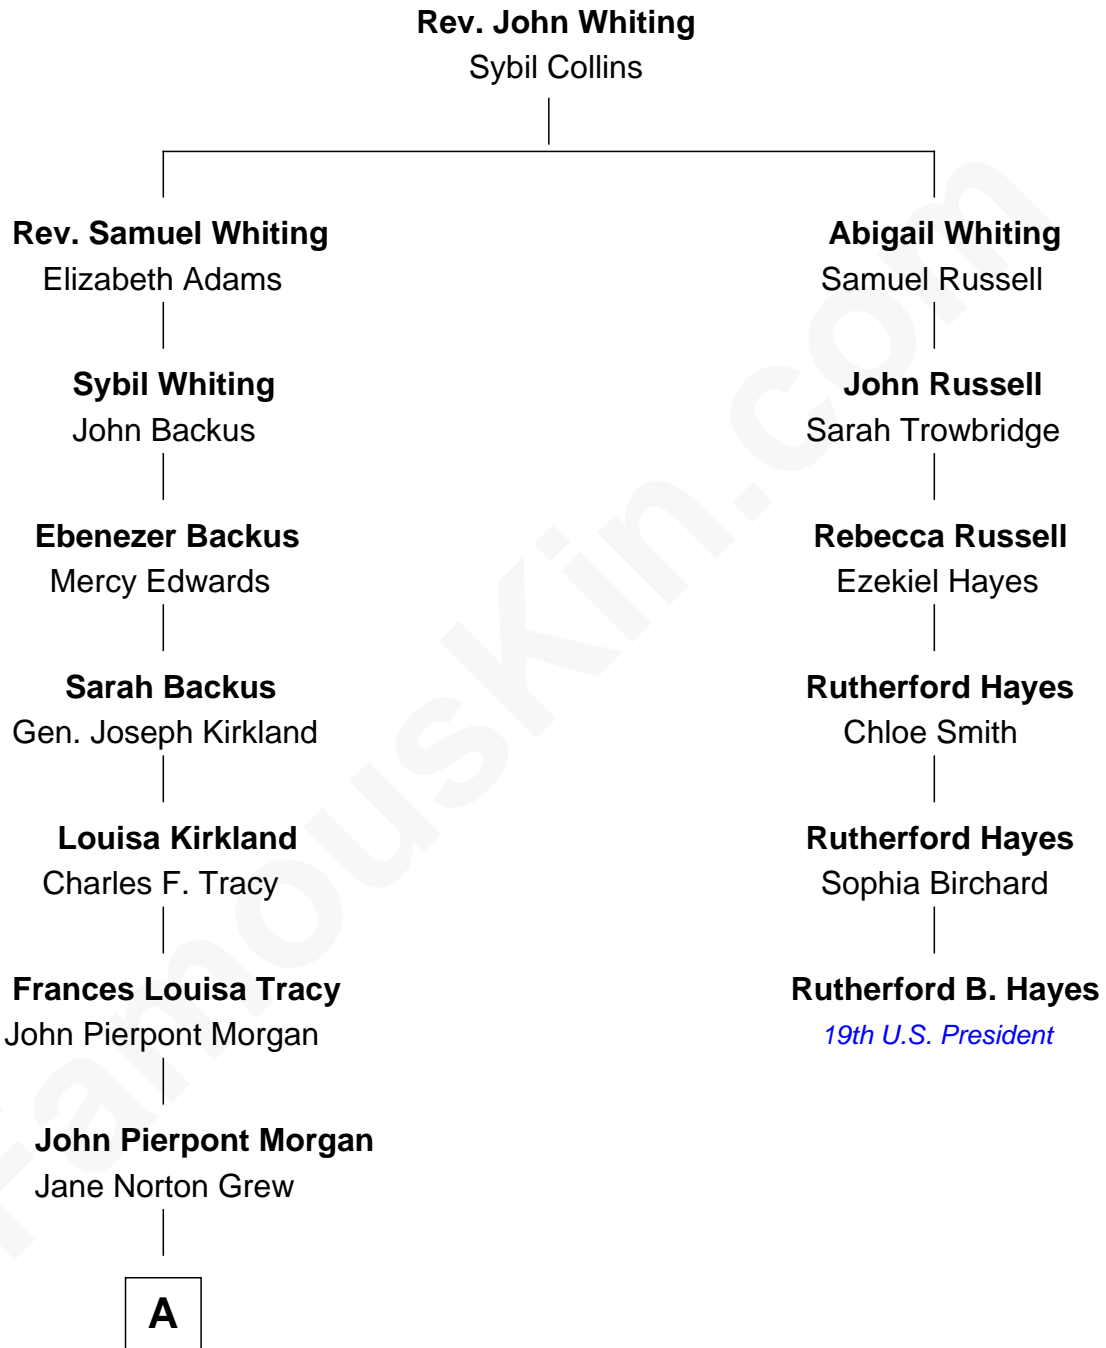 Rev. John Whiting
Sybil Collins
Rev. Samuel Whiting
Elizabeth Adams
Abigail Whiting
Samuel Russell
Sybil Whiting
John Backus
John Russell
Sarah Trowbridge
Ebenezer Backus
Mercy Edwards
Rebecca Russell
Ezekiel Hayes
Sarah Backus
Gen. Joseph Kirkland
Rutherford Hayes
Chloe Smith
Louisa Kirkland
Charles F. Tracy
Rutherford Hayes
Sophia Birchard
Frances Louisa Tracy
John Pierpont Morgan
Rutherford B. Hayes
19th U.S. President
John Pierpont Morgan
Jane Norton Grew
A
FamousKin.com